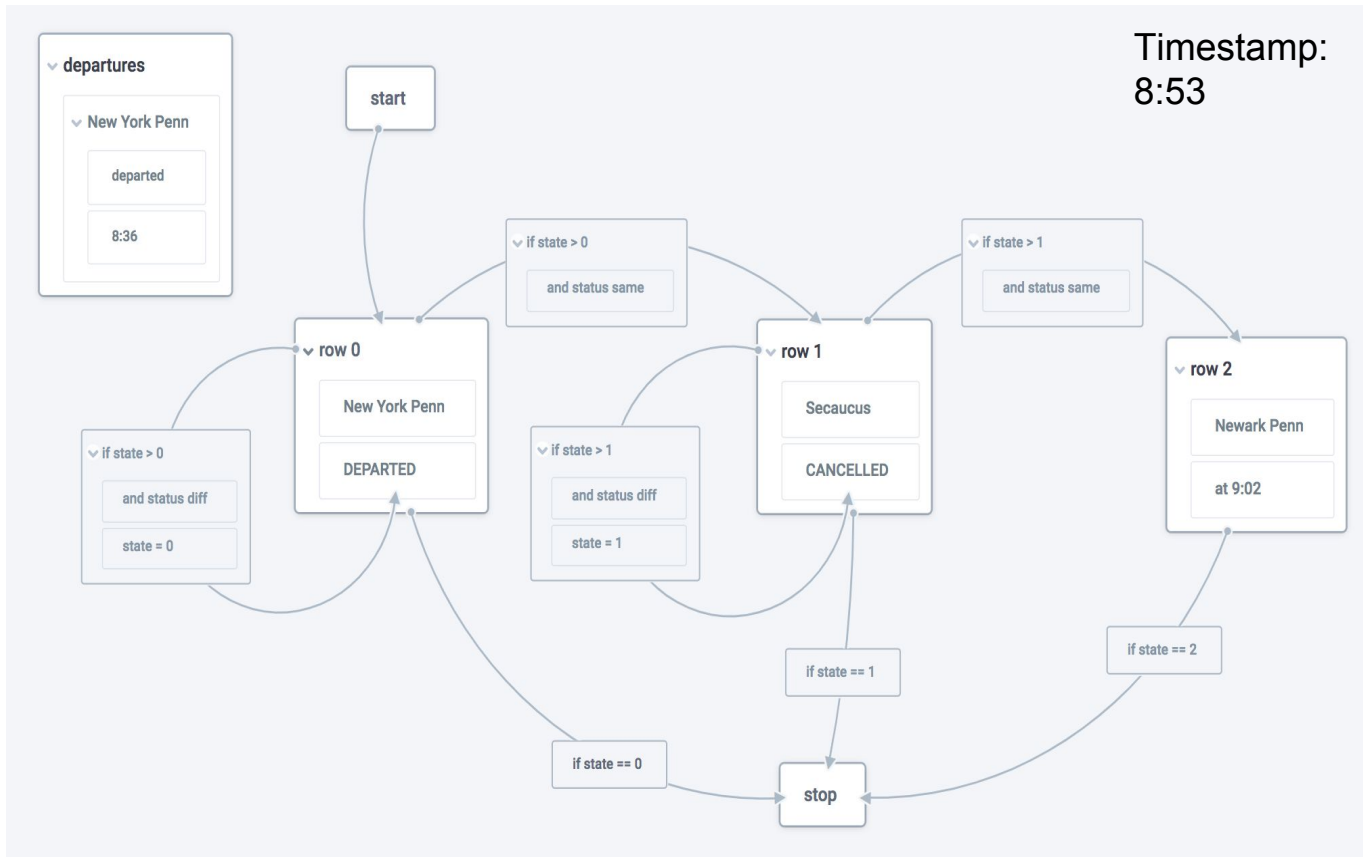 Timestamp:
8:53
departures
New York Penn
departed
8:36
start
if state > 0
and status same
if state > 1
and status same
row 0
New York Penn
DEPARTED
row 1
Secaucus
CANCELLED
row 2
Newark Penn
at 9:02
if state > 0
and status diff
state = 0
if state > 1
and status diff
state = 1
if state == 0
if state == 1
if state == 2
stop